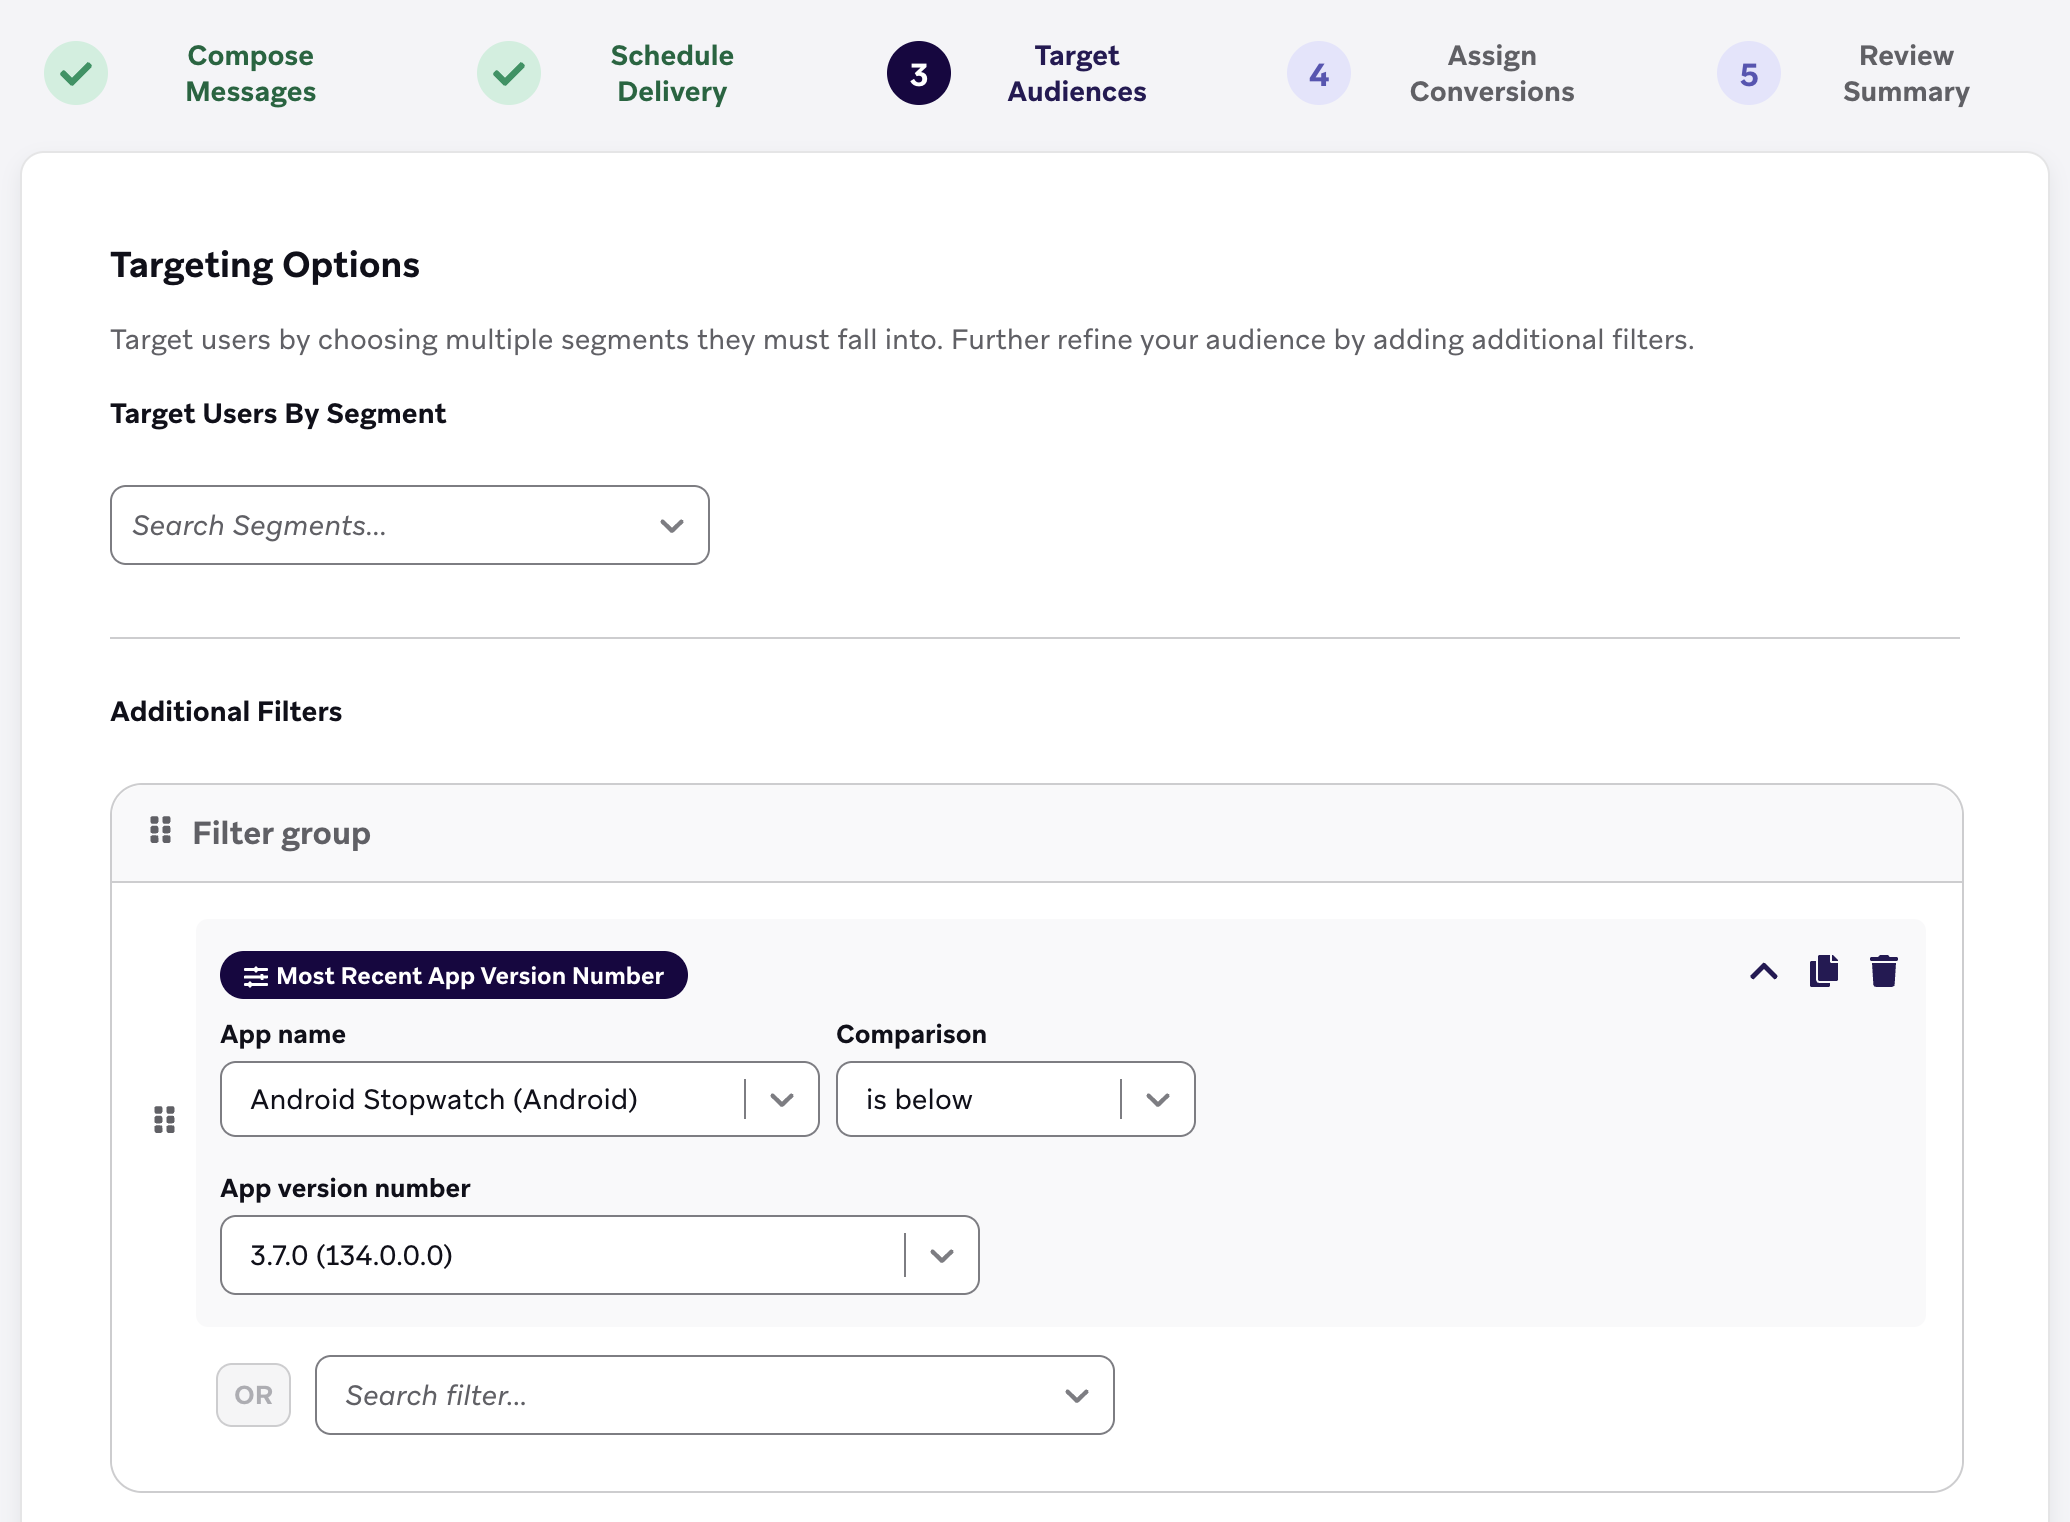 Compose
Messages
Schedule
Delivery
3
Target
Audiences
4
Assign
Conversions
5
Review
Summary
Targeting Options
Target users by choosing multiple segments they must fall into. Further refine your audience by adding additional filters.
Target Users By Segment
Search Segments...
Additional Filters
Filter group
Most Recent App Version Number
App name
Comparison
Android Stopwatch (Android)
is below
App version number
3.7.0 (134.0.0.0)
OR
Search filter...